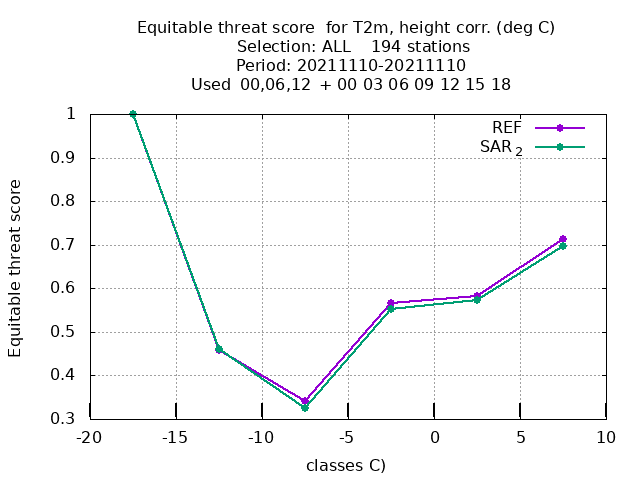 Equitable threat score for T2m, height corr. (deg C)
Selection: ALL 194 stations
Period: 20211110-20211110
Used 00,06,12 + 00 03 06 09 12 15 18
REF
SAR2
1
0.9
0.8
0.7
0.6
0.5
0.4
0.3
Equitable threat score
-20 -15 -10 -5 0 5 10
classes C)